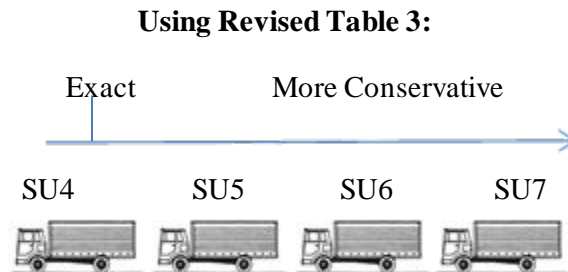 Using Revised Table 3:
Exact More Conservative
SU4 SU5 SU6 SU7